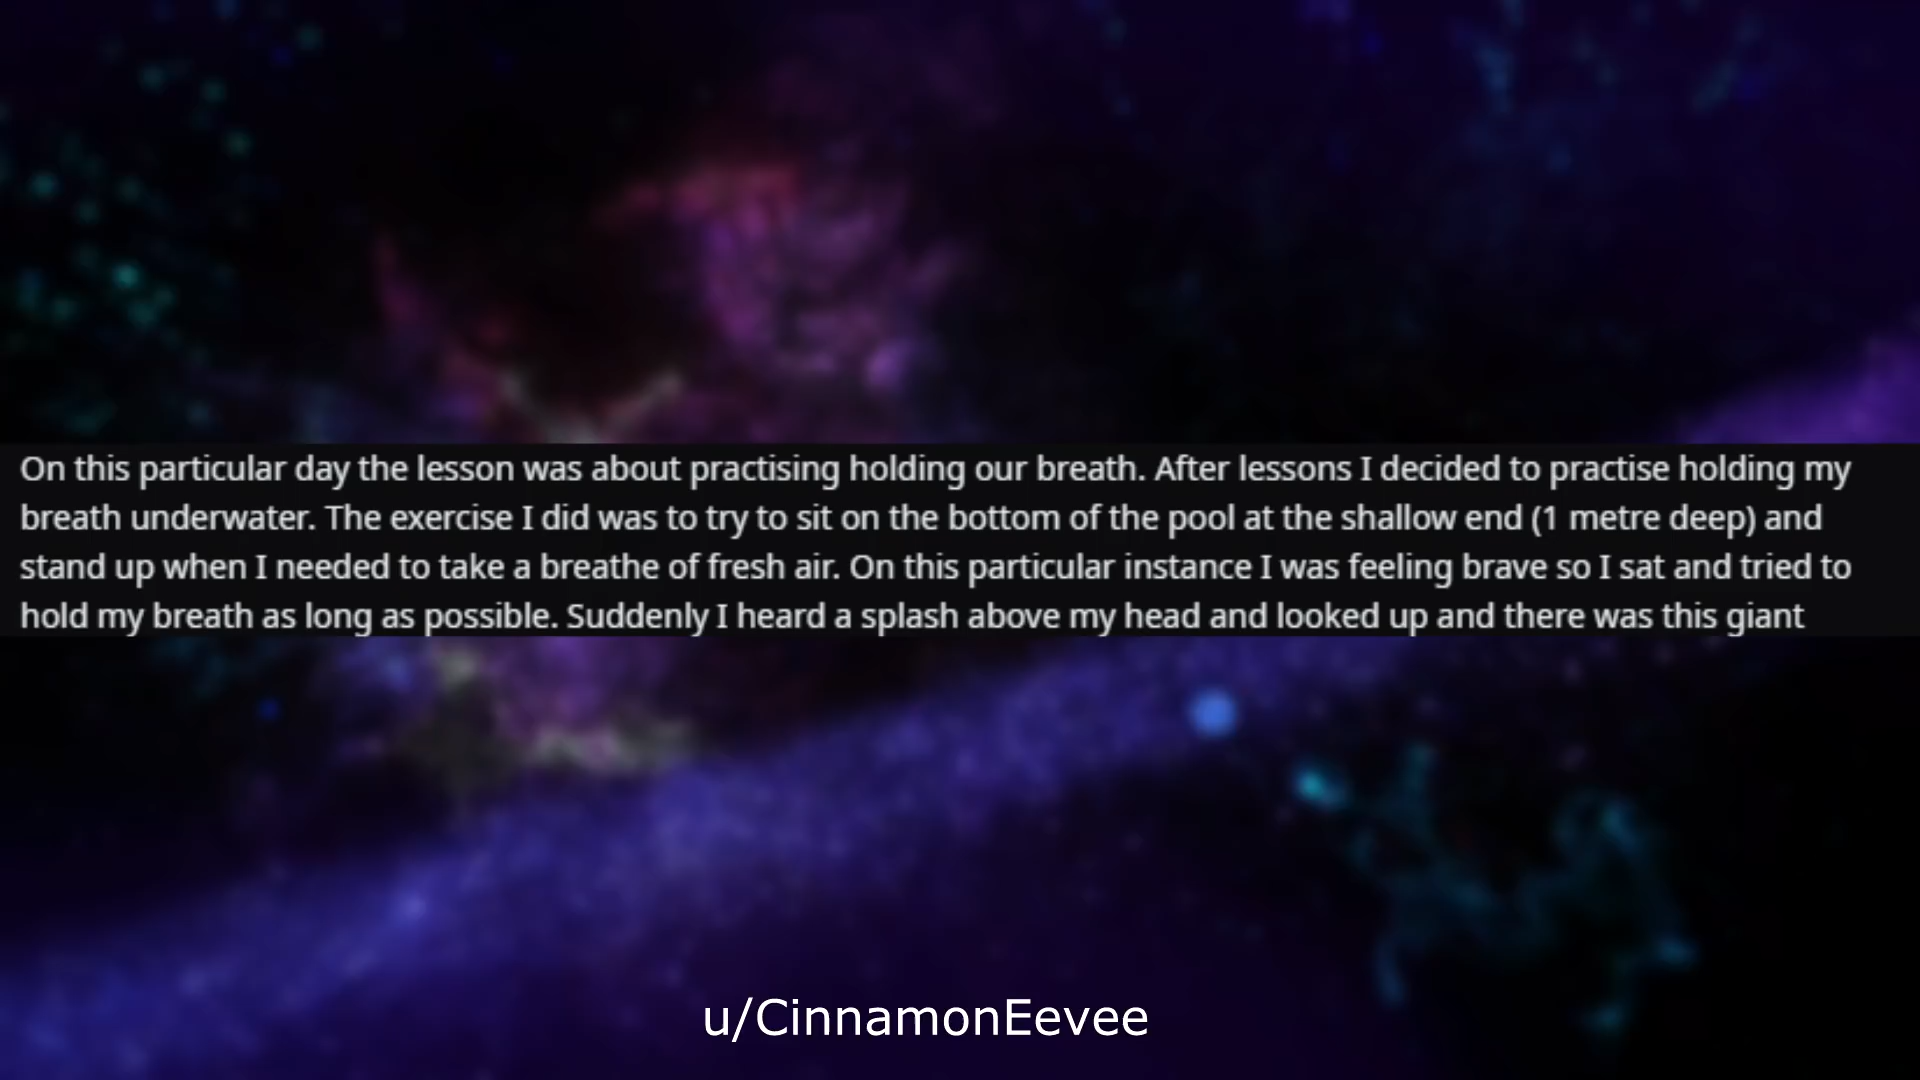 On this particular day the lesson was about practising holding our breath. After lessons I decided to practise holding my
breath underwater. The exercise I did was to try to sit on the bottom of the pool at the shallow end (1 metre deep) and
stand up when I needed to take a breathe of fresh air. On this particular instance I was feeling brave so I sat and tried to
hold my breath as long as possible. Suddenly I heard a splash above my head and looked up and there was this giant
u/CinnamonEevee